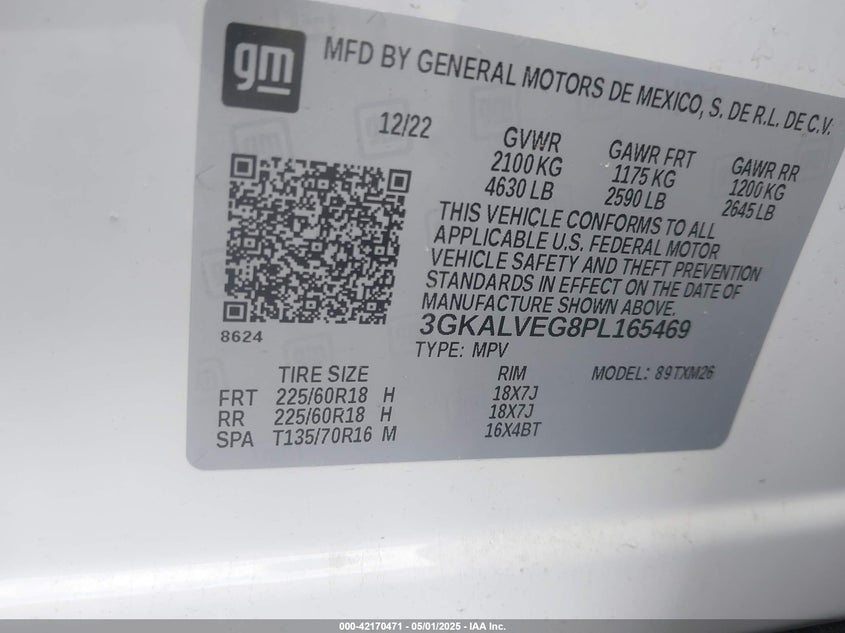 gm
MFD BY GENERAL MOTORS DE MEXICO, S. DE R.L. DE C.V.
12/22
GVWR GAWR FRT GAWR RR
2100 KG 1175 KG 1200 KG
4630 LB 2590 LB 2645 LB
THIS VEHICLE CONFORMS TO ALL
APPLICABLE U.S. FEDERAL MOTOR
VEHICLE SAFETY AND THEFT PREVENTION
STANDARDS IN EFFECT ON THE DATE OF
MANUFACTURE SHOWN ABOVE.
8624
3GKALVEG8PL165469
TYPE: MPV
TIRE SIZE RIM MODEL: 89TXM26
FRT 225/60R18 H 18X7J
RR 225/60R18 H 18X7J
SPA T135/70R16 M 16X4BT
000-42170471 - 05/01/2025 - IAA Inc.